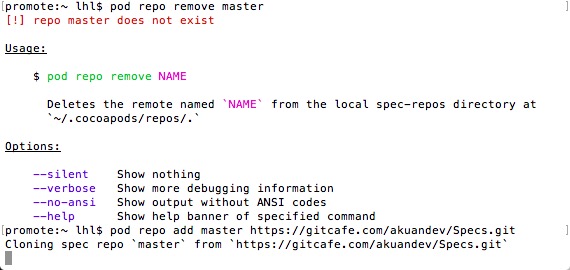 promote:~ lhl$ pod repo remove master
[!] repo master does not exist
Usage:
$ pod repo remove NAME
Deletes the remote named `NAME` from the local spec-repos directory at
`~/.cocoapods/repos/.`
Options:
--silent Show nothing
--verbose Show more debugging information
--no-ansi Show output without ANSI codes
--help Show help banner of specified command
promote:~ lhl$ pod repo add master https://gitcafe.com/akuandev/Specs.git
Cloning spec repo `master` from `https://gitcafe.com/akuandev/Specs.git`